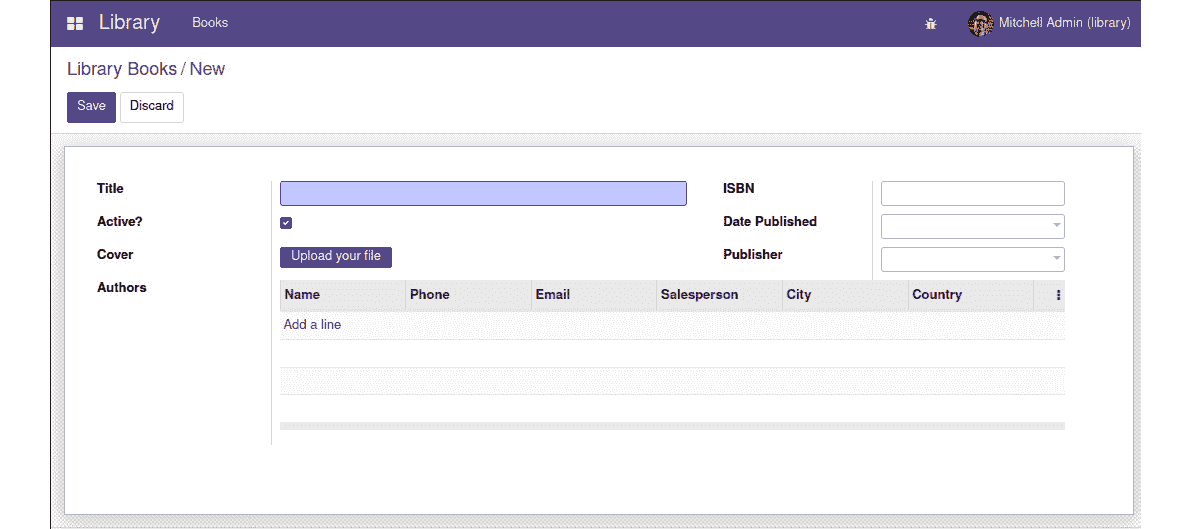 Library Books Mitchell Admin (library)
Library Books / New
Save Discard
Title ISBN
Active? Date Published
Cover Upload your file Publisher
Authors
Name Phone Email Salesperson City Country
Add a line